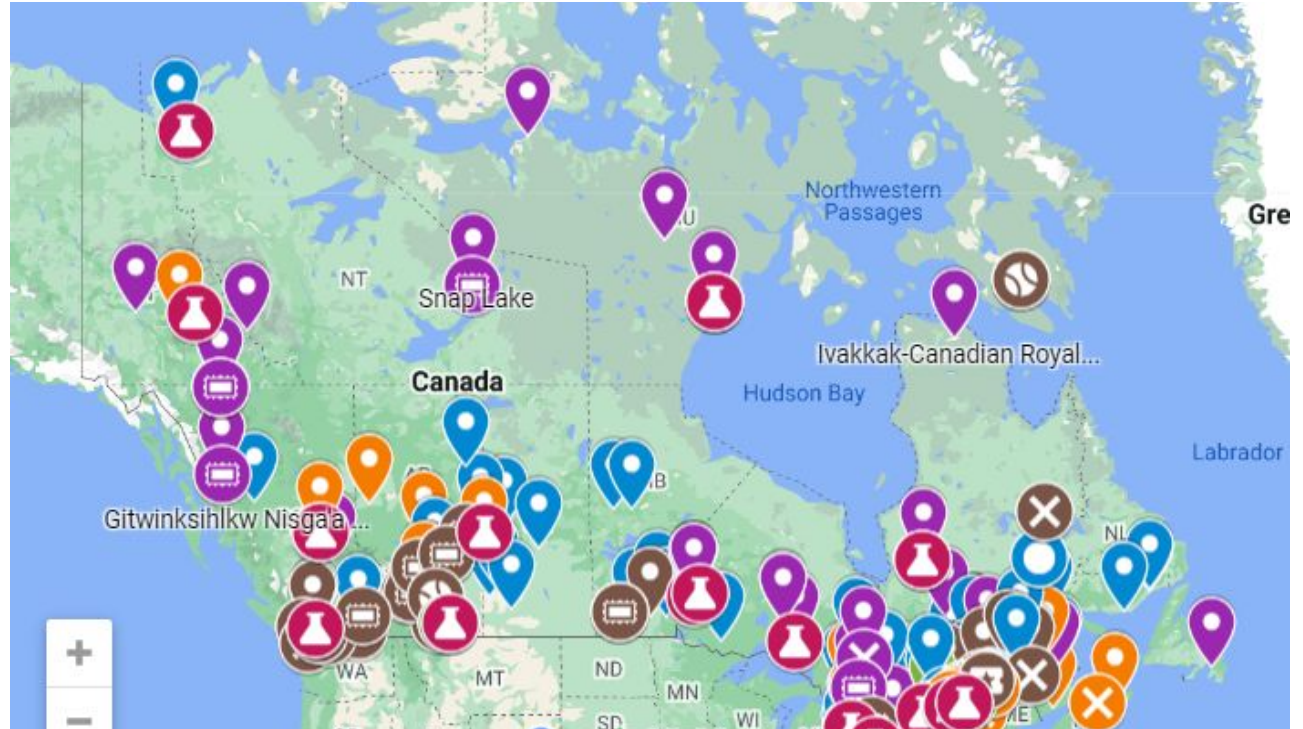 Northwestern
Passages
Gre
NU
NT
Snap Lake
Ivakkak-Canadian Royal...
Canada
Hudson Bay
Labrador
AB
MB
Gitwinksihlkw Nisga'a ...
NL
+
WA
MT
ND
MN
−
SD
WI
ME